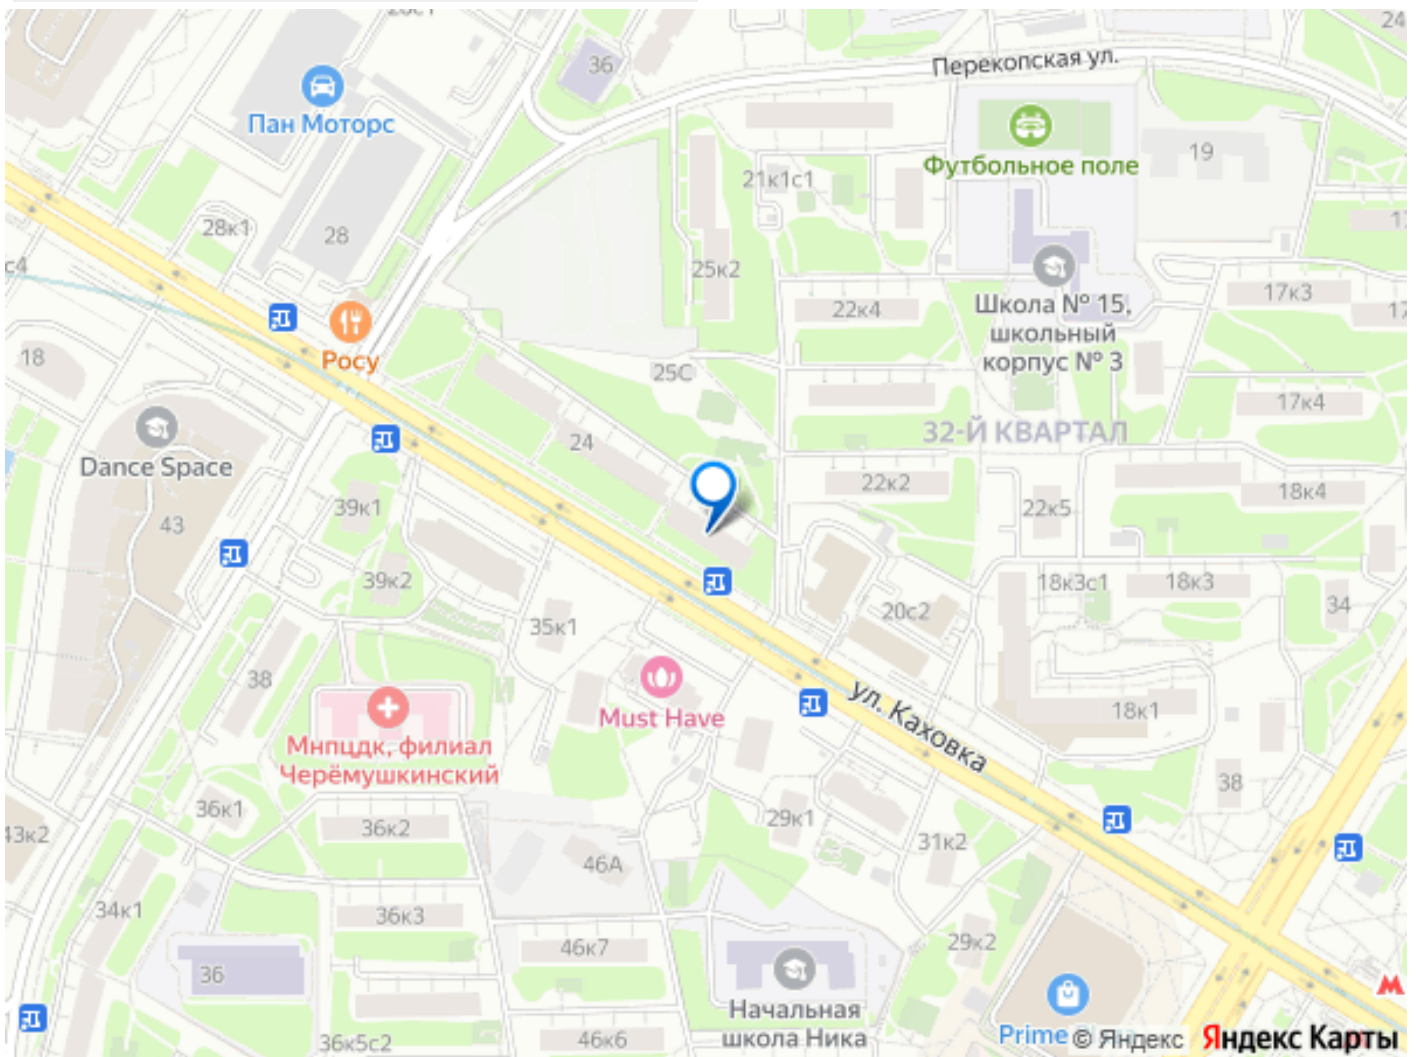 24
36
Перекопская ул.
Пан Моторс
Футбольное поле
19
21к1с1
28к1
28
с4
25к2
22к4
Школа № 15,
школьный
корпус № 3
17к3
Росу
18
25С
17к4
24
32-Й КВАРТАЛ
Dance Space
22к2
18к4
39к1
22к5
43
39к2
18к3с1
18к3
34
20с2
35к1
38
Must Have
ул. Каховка
18к1
Мнпцдк, филиал
Черёмушкинский
38
36к1
36к2
29к1
43к2
31к2
46А
34к1
36к3
46к7
29к2
36
Начальная
школа Ника
36к5с2
46к6
Prime
© Яндекс
Яндекс Карты